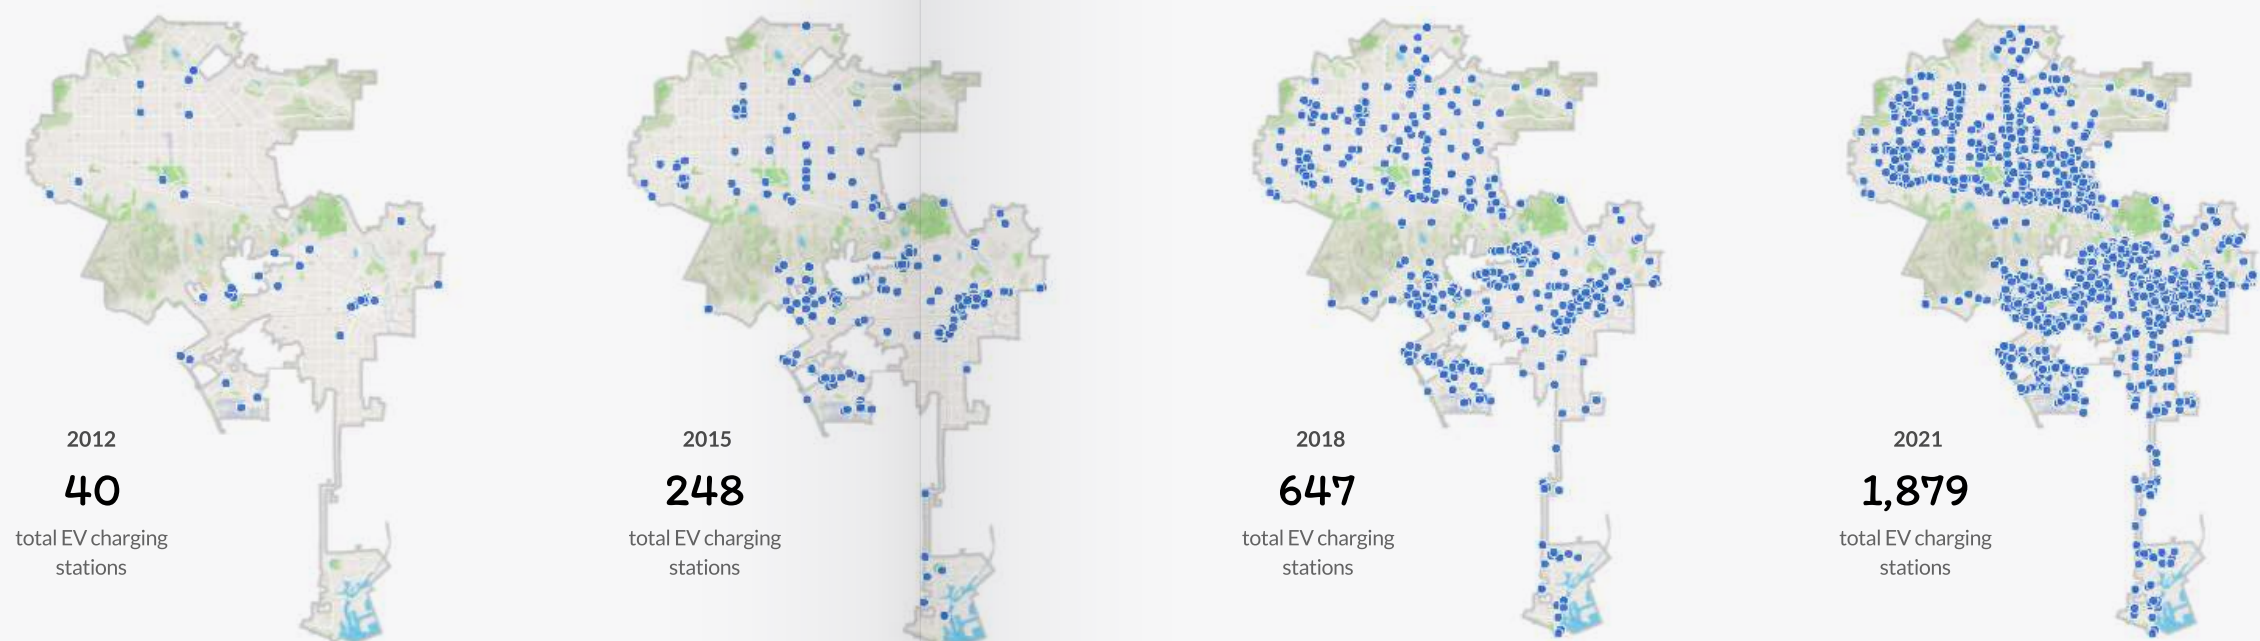 2012
40
total EV charging
stations
2015
248
total EV charging
stations
2018
647
total EV charging
stations
2021
1,879
total EV charging
stations